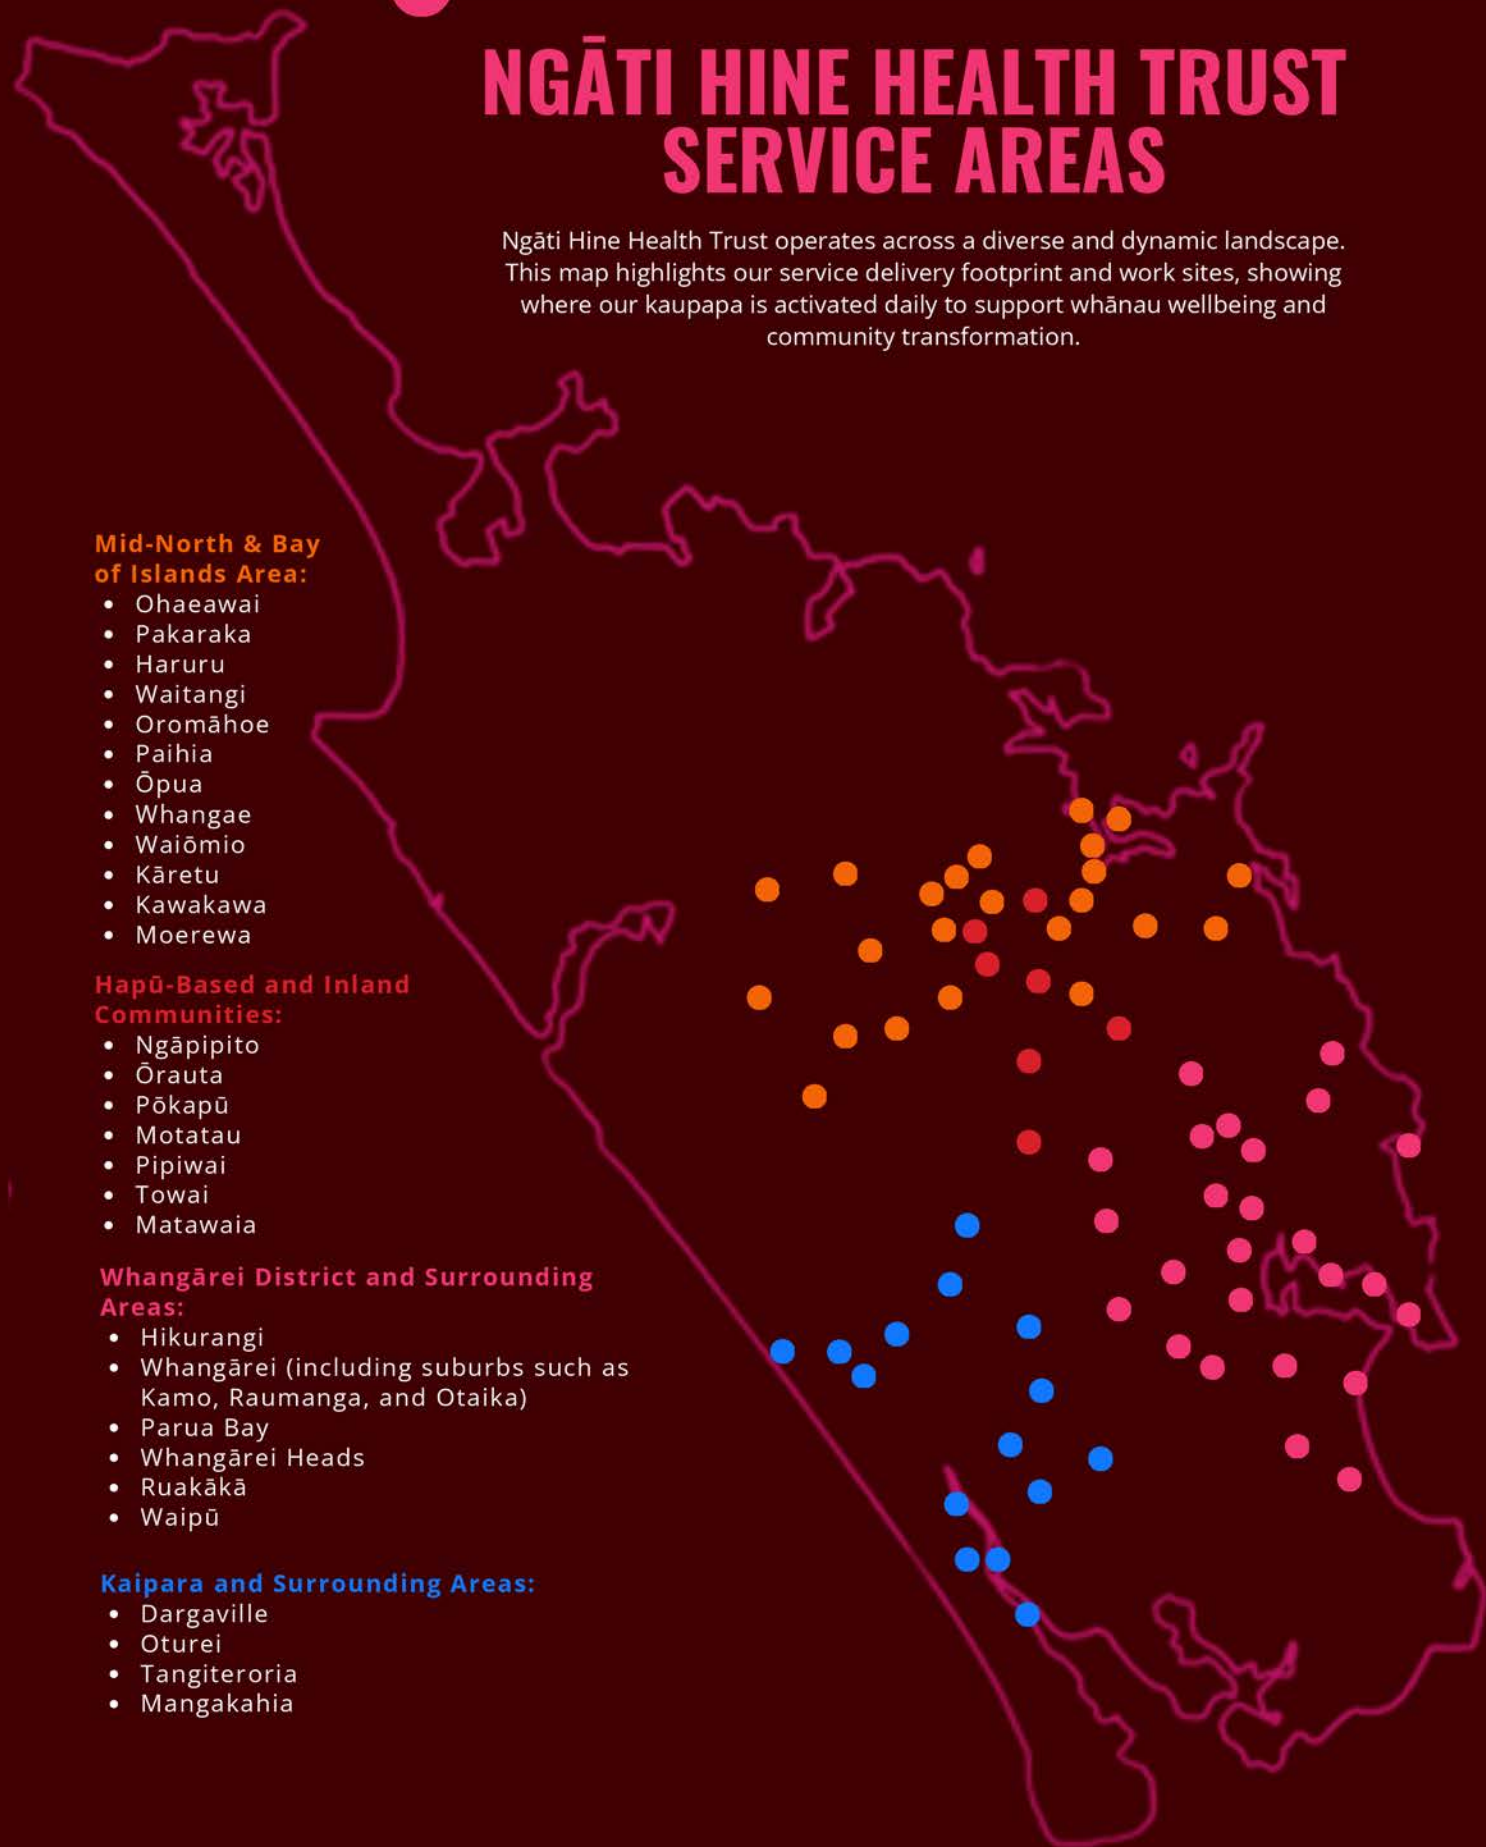 NGĀTI HINE HEALTH TRUST
SERVICE AREAS
Ngāti Hine Health Trust operates across a diverse and dynamic landscape.
This map highlights our service delivery footprint and work sites, showing
where our kaupapa is activated daily to support whānau wellbeing and
community transformation.
Mid-North & Bay
of Islands Area:
• Ohaeawai
• Pakaraka
• Haruru
• Waitangi
• Oromāhoe
• Paihia
• Ōpua
• Whangae
• Waiōmio
• Kāretu
• Kawakawa
• Moerewa
Hapū-Based and Inland
Communities:
• Ngāpipito
• Ōrauta
• Pōkapū
• Motatau
• Pipiwai
• Towai
• Matawaia
Whangārei District and Surrounding
Areas:
• Hikurangi
• Whangārei (including suburbs such as
Kamo, Raumanga, and Otaika)
• Parua Bay
• Whangārei Heads
• Ruakākā
• Waipū
Kaipara and Surrounding Areas:
• Dargaville
• Oturei
• Tangiteroria
• Mangakahia